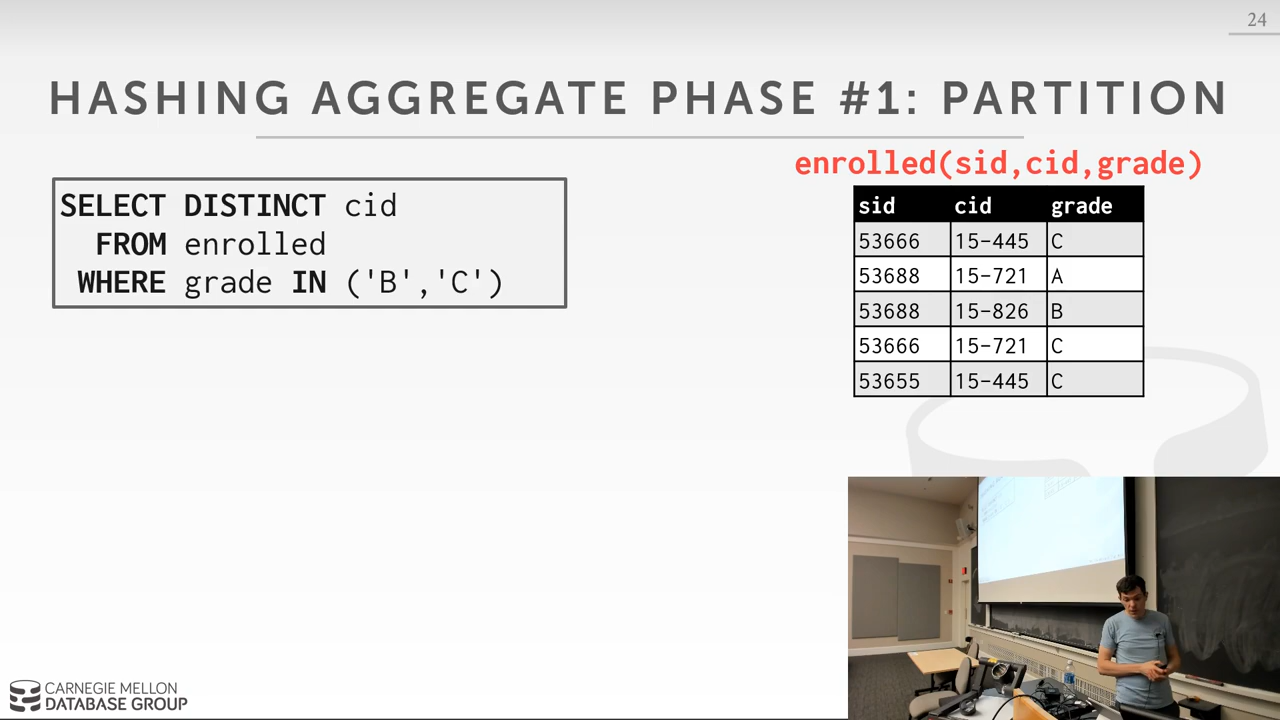 24
HASHING AGGREGATE PHASE #1: PARTITION
SELECT DISTINCT cid
FROM enrolled
WHERE grade IN ('B','C')
enrolled(sid,cid,grade)
sid cid grade
53666 15-445 C
53688 15-721 A
53688 15-826 B
53666 15-721 C
53655 15-445 C
CARNEGIE MELLON
DATABASE GROUP